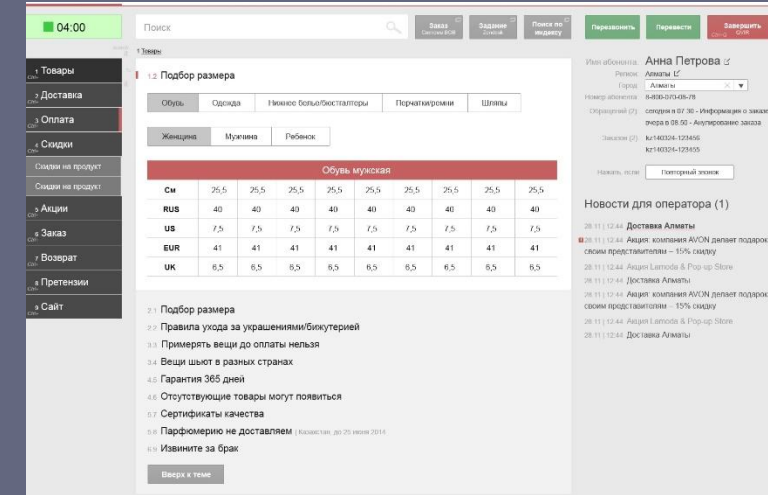 04:00
Поиск
Заказ
Задание
Поиск по
индексу
Перезвонить
Перевести
Завершить
1 Товары
2 Доставка
3 Оплата
4 Скидки
Скидки на продукт
Скидки на продукт
5 Акции
6 Заказ
7 Возврат
8 Претензии
9 Сайт
1 Товары
1.2 Подбор размера
Обувь Одежда Нижнее белье/бюстгалтеры Перчатки/ромни Шляпы
Женщина Мужчина Ребенок
Обувь мужская
См 25,5 25,5 25,5 25,5 25,5 25,5 25,5 25,5 25,5
RUS 40 40 40 40 40 40 40 40 40
US 7,5 7,5 7,5 7,5 7,5 7,5 7,5 7,5 7,5
EUR 41 41 41 41 41 41 41 41 41
UK 6,5 6,5 6,5 6,5 6,5 6,5 6,5 6,5 6,5
2.1 Подбор размера
2.2 Правила ухода за украшениями/бижутерией
3.3 Примерять вещи до оплаты нельзя
3.4 Вещи шьют в разных странах
4.5 Гарантия 365 дней
4.6 Отсутствующие товары могут появиться
5.7 Сертификаты качества
5.8 Парфюмерию не доставляем | Казахстан, до 25 июня 2014
6.9 Извините за брак
Вверх к теме
Имя абонента Анна Петрова
Регион Алматы
Город Алматы
Номер абонента 8-800-070-08-78
Обращений (2) сегодня в 07:30 - Информация о заказе
вчера в 08:50 - Анулирование заказа
Заказов (2) kz140324-123456
kz140324-123455
Нажать, если Повторный звонок
Новости для оператора (1)
28.11 | 12:44 Доставка Алматы
28.11 | 12:44 Акция: компания AVON делает подарок
своим представителям – 15% скидку
28.11 | 12:44 Акция Lamoda & Pop-up Store
28.11 | 12:44 Доставка Алматы
28.11 | 12:44 Акция: компания AVON делает подарок
своим представителям – 15% скидку
28.11 | 12:44 Акция Lamoda & Pop-up Store
28.11 | 12:44 Доставка Алматы